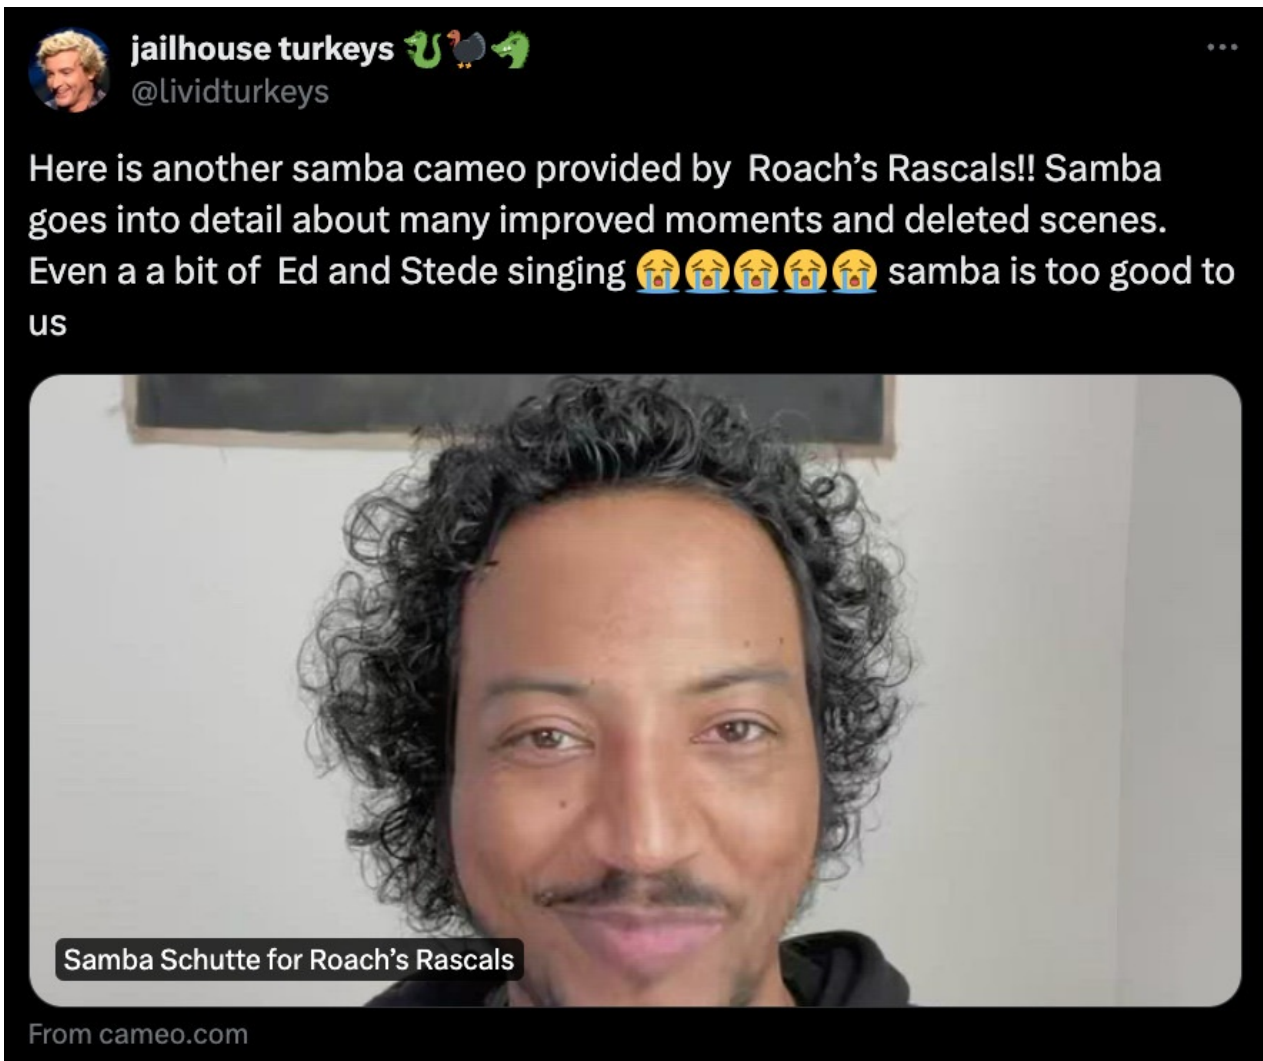 jailhouse turkeys 🐉🦃🐲
@lividturkeys
Here is another samba cameo provided by  Roach’s Rascals!! Samba
goes into detail about many improved moments and deleted scenes.
Even a a bit of  Ed and Stede singing 😭😭😭😭😭 samba is too good to
us
Samba Schutte for Roach’s Rascals
From cameo.com